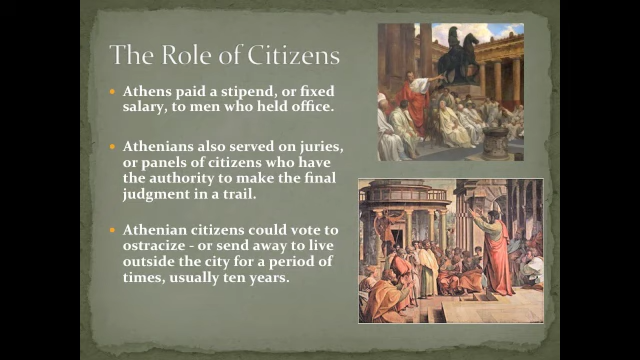 The Role of Citizens
Athens paid a stipend, or fixed
salary, to men who held office.
Athenians also served on juries,
or panels of citizens who have
the authority to make the final
judgment in a trail.
Athenian citizens could vote to
ostracize - or send away to live
outside the city for a period of
times, usually ten years.